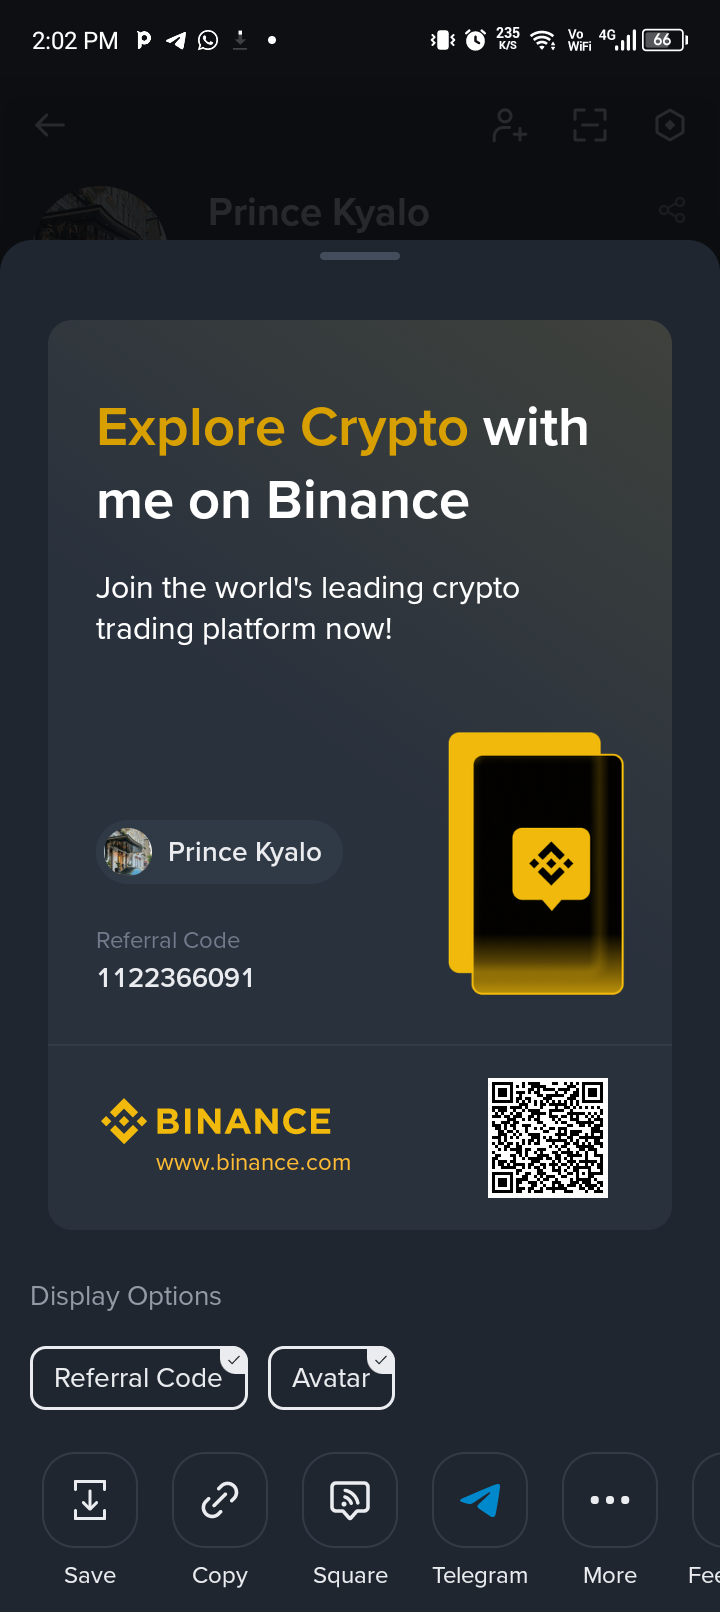 2:02 PM
235
K/S
Vo
WiFi
4G
66
Prince Kyalo
Explore Crypto with
me on Binance
Join the world's leading crypto
trading platform now!
Prince Kyalo
Referral Code
1122366091
BINANCE
www.binance.com
Display Options
Referral Code
Avatar
Save
Copy
Square
Telegram
More
Fee